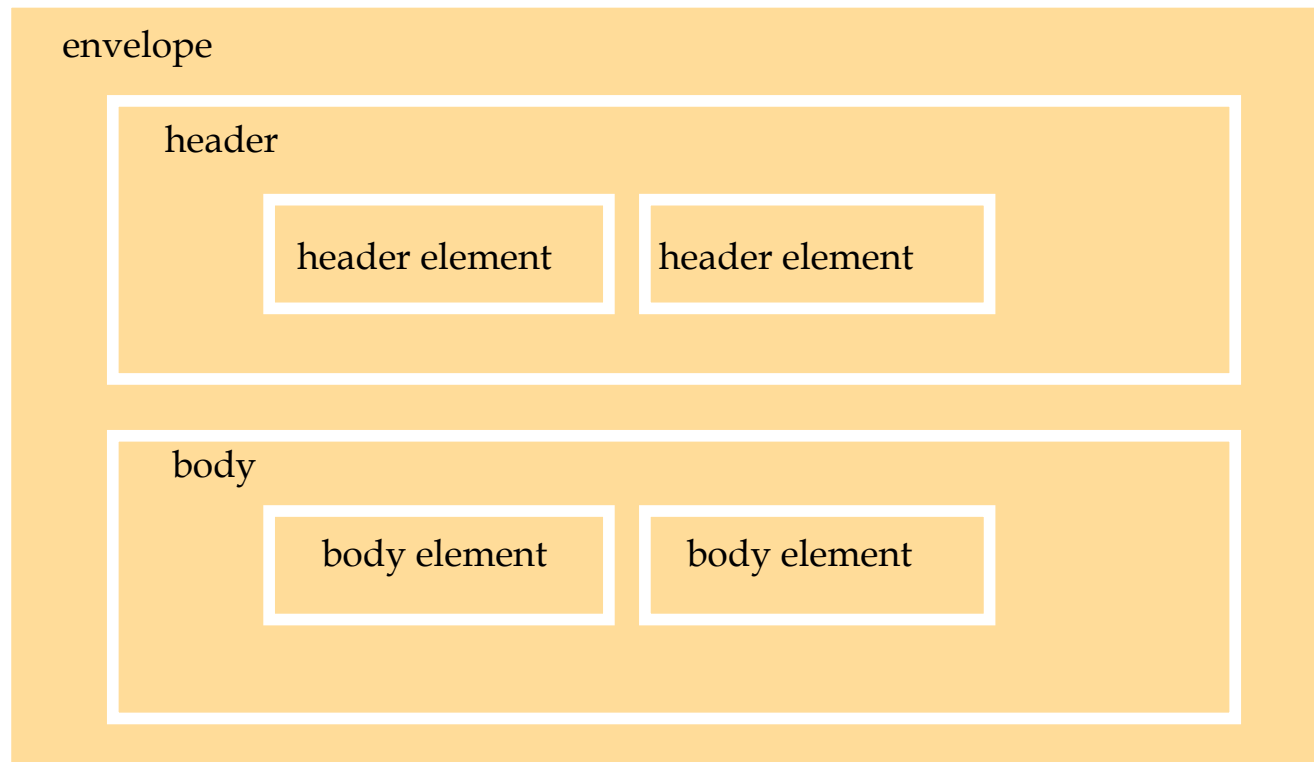 envelope
header
header element header element
body
body element body element